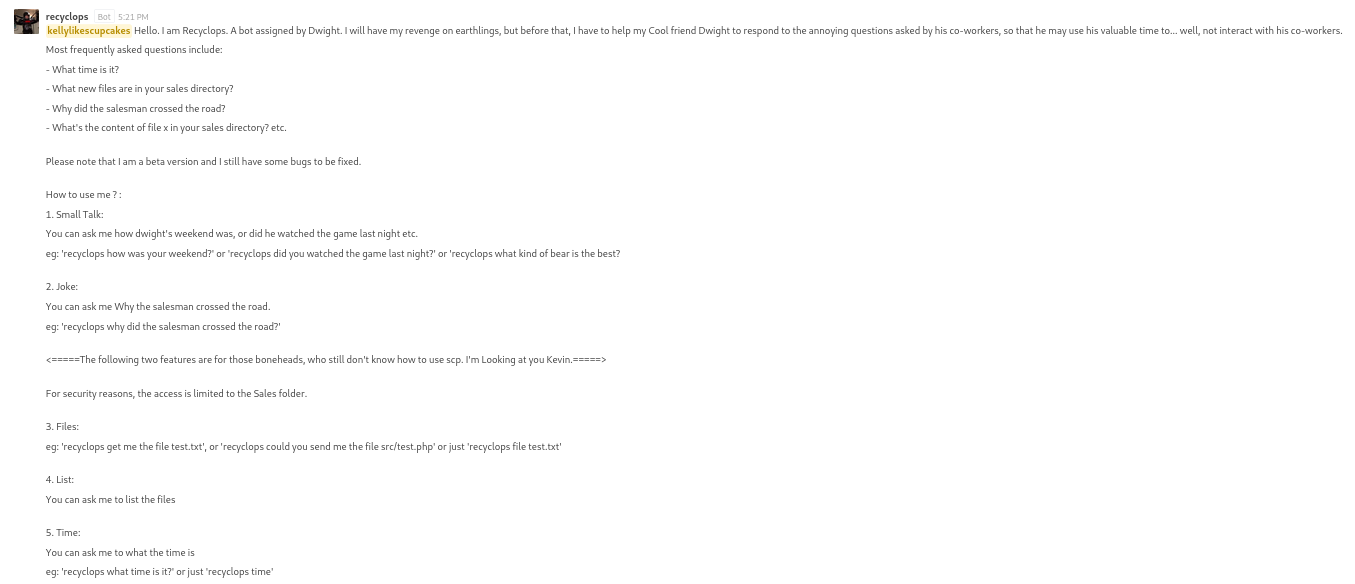 recyclops Bot 5:21 PM
kellylikescupcakes Hello. I am Recyclops. A bot assigned by Dwight. I will have my revenge on earthlings, but before that, I have to help my Cool friend Dwight to respond to the annoying questions asked by his co-workers, so that he may use his valuable time to... well, not interact with his co-workers.
Most frequently asked questions include:
- What time is it?
- What new files are in your sales directory?
- Why did the salesman crossed the road?
- What's the content of file x in your sales directory? etc.
Please note that I am a beta version and I still have some bugs to be fixed.
How to use me ? :
1. Small Talk:
You can ask me how dwight's weekend was, or did he watched the game last night etc.
eg: 'recyclops how was your weekend?' or 'recyclops did you watched the game last night?' or 'recyclops what kind of bear is the best?
2. Joke:
You can ask me Why the salesman crossed the road.
eg: 'recyclops why did the salesman crossed the road?'
<=====The following two features are for those boneheads, who still don't know how to use scp. I'm Looking at you Kevin.=====>
For security reasons, the access is limited to the Sales folder.
3. Files:
eg: 'recyclops get me the file test.txt', or 'recyclops could you send me the file src/test.php' or just 'recyclops file test.txt'
4. List:
You can ask me to list the files
5. Time:
You can ask me to what the time is
eg: 'recyclops what time is it?' or just 'recyclops time'